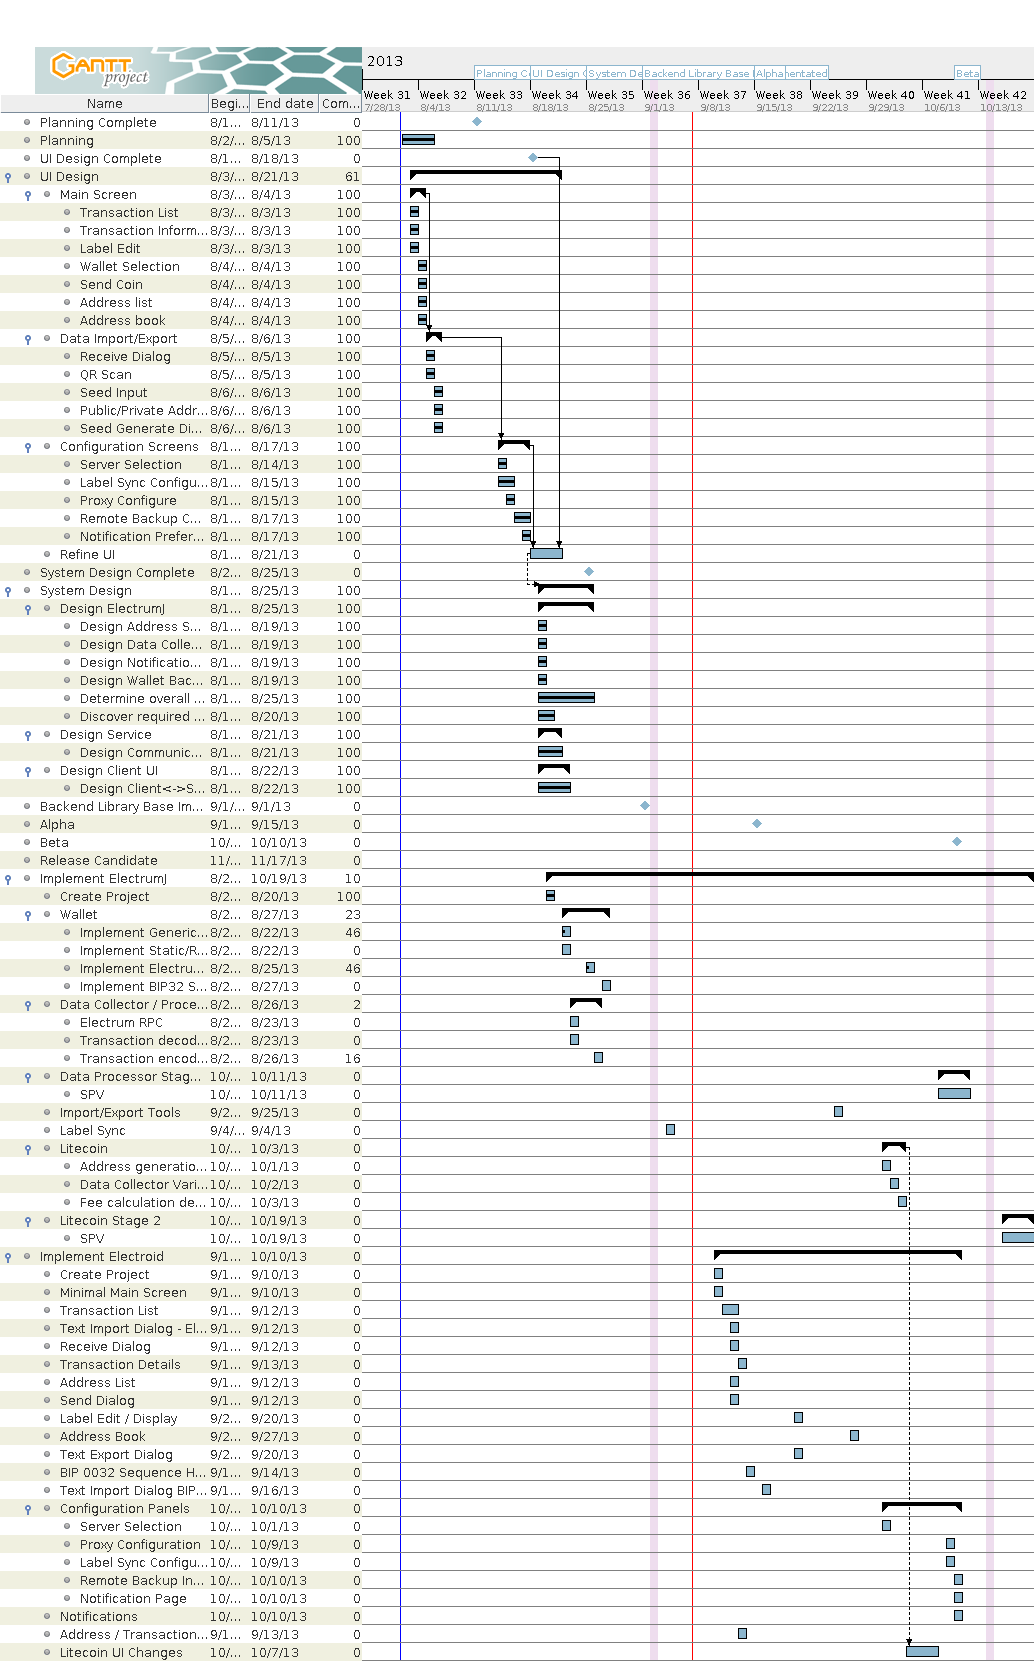 GANTT
project
2013
Planning C UI Design System De Backend Library Base Alpha entated Beta
Week 31 Week 32 Week 33 Week 34 Week 35 Week 36 Week 37 Week 38 Week 39 Week 40 Week 41 Week 42
7/28/13 8/4/13 8/11/13 8/18/13 8/25/13 9/1/13 9/8/13 9/15/13 9/22/13 9/29/13 10/6/13 10/13/13
Name Begi... End date Com...
Planning Complete 8/1... 8/11/13 0
Planning 8/2/... 8/5/13 100
UI Design Complete 8/1... 8/18/13 0
UI Design 8/3/... 8/21/13 61
Main Screen 8/3/... 8/4/13 100
Transaction List 8/3/... 8/3/13 100
Transaction Inform... 8/3/... 8/3/13 100
Label Edit 8/3/... 8/3/13 100
Wallet Selection 8/4/... 8/4/13 100
Send Coin 8/4/... 8/4/13 100
Address list 8/4/... 8/4/13 100
Address book 8/4/... 8/4/13 100
Data Import/Export 8/5/... 8/6/13 100
Receive Dialog 8/5/... 8/5/13 100
QR Scan 8/5/... 8/5/13 100
Seed Input 8/6/... 8/6/13 100
Public/Private Addr... 8/6/... 8/6/13 100
Seed Generate Di... 8/6/... 8/6/13 100
Configuration Screens 8/1... 8/17/13 100
Server Selection 8/1... 8/14/13 100
Label Sync Configu... 8/1... 8/15/13 100
Proxy Configure 8/1... 8/15/13 100
Remote Backup C... 8/1... 8/17/13 100
Notification Prefer... 8/1... 8/17/13 100
Refine UI 8/1... 8/21/13 0
System Design Complete 8/2... 8/25/13 0
System Design 8/1... 8/25/13 100
Design ElectrumJ 8/1... 8/25/13 100
Design Address S... 8/1... 8/19/13 100
Design Data Colle... 8/1... 8/19/13 100
Design Notificatio... 8/1... 8/19/13 100
Design Wallet Bac... 8/1... 8/19/13 100
Determine overall ... 8/1... 8/25/13 100
Discover required ... 8/1... 8/20/13 100
Design Service 8/1... 8/21/13 100
Design Communic... 8/1... 8/21/13 100
Design Client UI 8/1... 8/22/13 100
Design Client<->S... 8/1... 8/22/13 100
Backend Library Base Im... 9/1/... 9/1/13 0
Alpha 9/1... 9/15/13 0
Beta 10/... 10/10/13 0
Release Candidate 11/... 11/17/13 0
Implement ElectrumJ 8/2... 10/19/13 10
Create Project 8/2... 8/20/13 100
Wallet 8/2... 8/27/13 23
Implement Generic... 8/2... 8/22/13 46
Implement Static/R... 8/2... 8/22/13 0
Implement Electru... 8/2... 8/25/13 46
Implement BIP32 S... 8/2... 8/27/13 0
Data Collector / Proce... 8/2... 8/26/13 2
Electrum RPC 8/2... 8/23/13 0
Transaction decod... 8/2... 8/23/13 0
Transaction encod... 8/2... 8/26/13 16
Data Processor Stag... 10/... 10/11/13 0
SPV 10/... 10/11/13 0
Import/Export Tools 9/2... 9/25/13 0
Label Sync 9/4/... 9/4/13 0
Litecoin 10/... 10/3/13 0
Address generatio... 10/... 10/1/13 0
Data Collector Vari... 10/... 10/2/13 0
Fee calculation de... 10/... 10/3/13 0
Litecoin Stage 2 10/... 10/19/13 0
SPV 10/... 10/19/13 0
Implement Electroid 9/1... 10/10/13 0
Create Project 9/1... 9/10/13 0
Minimal Main Screen 9/1... 9/10/13 0
Transaction List 9/1... 9/12/13 0
Text Import Dialog - El... 9/1... 9/12/13 0
Receive Dialog 9/1... 9/12/13 0
Transaction Details 9/1... 9/13/13 0
Address List 9/1... 9/12/13 0
Send Dialog 9/1... 9/12/13 0
Label Edit / Display 9/2... 9/20/13 0
Address Book 9/2... 9/27/13 0
Text Export Dialog 9/2... 9/20/13 0
BIP 0032 Sequence H... 9/1... 9/14/13 0
Text Import Dialog BIP... 9/1... 9/16/13 0
Configuration Panels 10/... 10/10/13 0
Server Selection 10/... 10/1/13 0
Proxy Configuration 10/... 10/9/13 0
Label Sync Configu... 10/... 10/9/13 0
Remote Backup In... 10/... 10/10/13 0
Notification Page 10/... 10/10/13 0
Notifications 10/... 10/10/13 0
Address / Transaction... 9/1... 9/13/13 0
Litecoin UI Changes 10/... 10/7/13 0